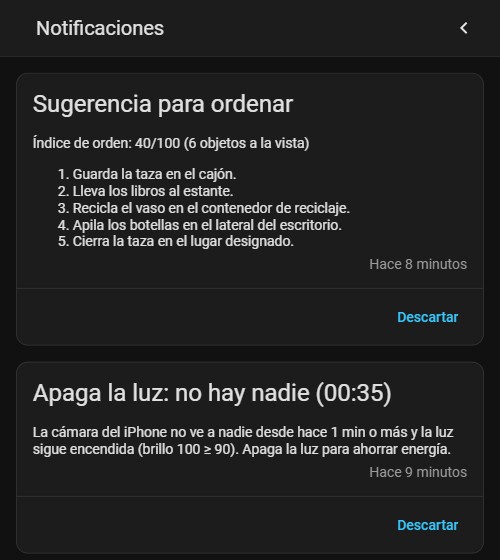 Notificaciones
Sugerencia para ordenar
Índice de orden: 40/100 (6 objetos a la vista)
1. Guarda la taza en el cajón.
2. Lleva los libros al estante.
3. Recicla el vaso en el contenedor de reciclaje.
4. Apila los botellas en el lateral del escritorio.
5. Cierra la taza en el lugar designado.
Hace 8 minutos
Descartar
Apaga la luz: no hay nadie (00:35)
La cámara del iPhone no ve a nadie desde hace 1 min o más y la luz
sigue encendida (brillo 100 ≥ 90). Apaga la luz para ahorrar energía.
Hace 9 minutos
Descartar